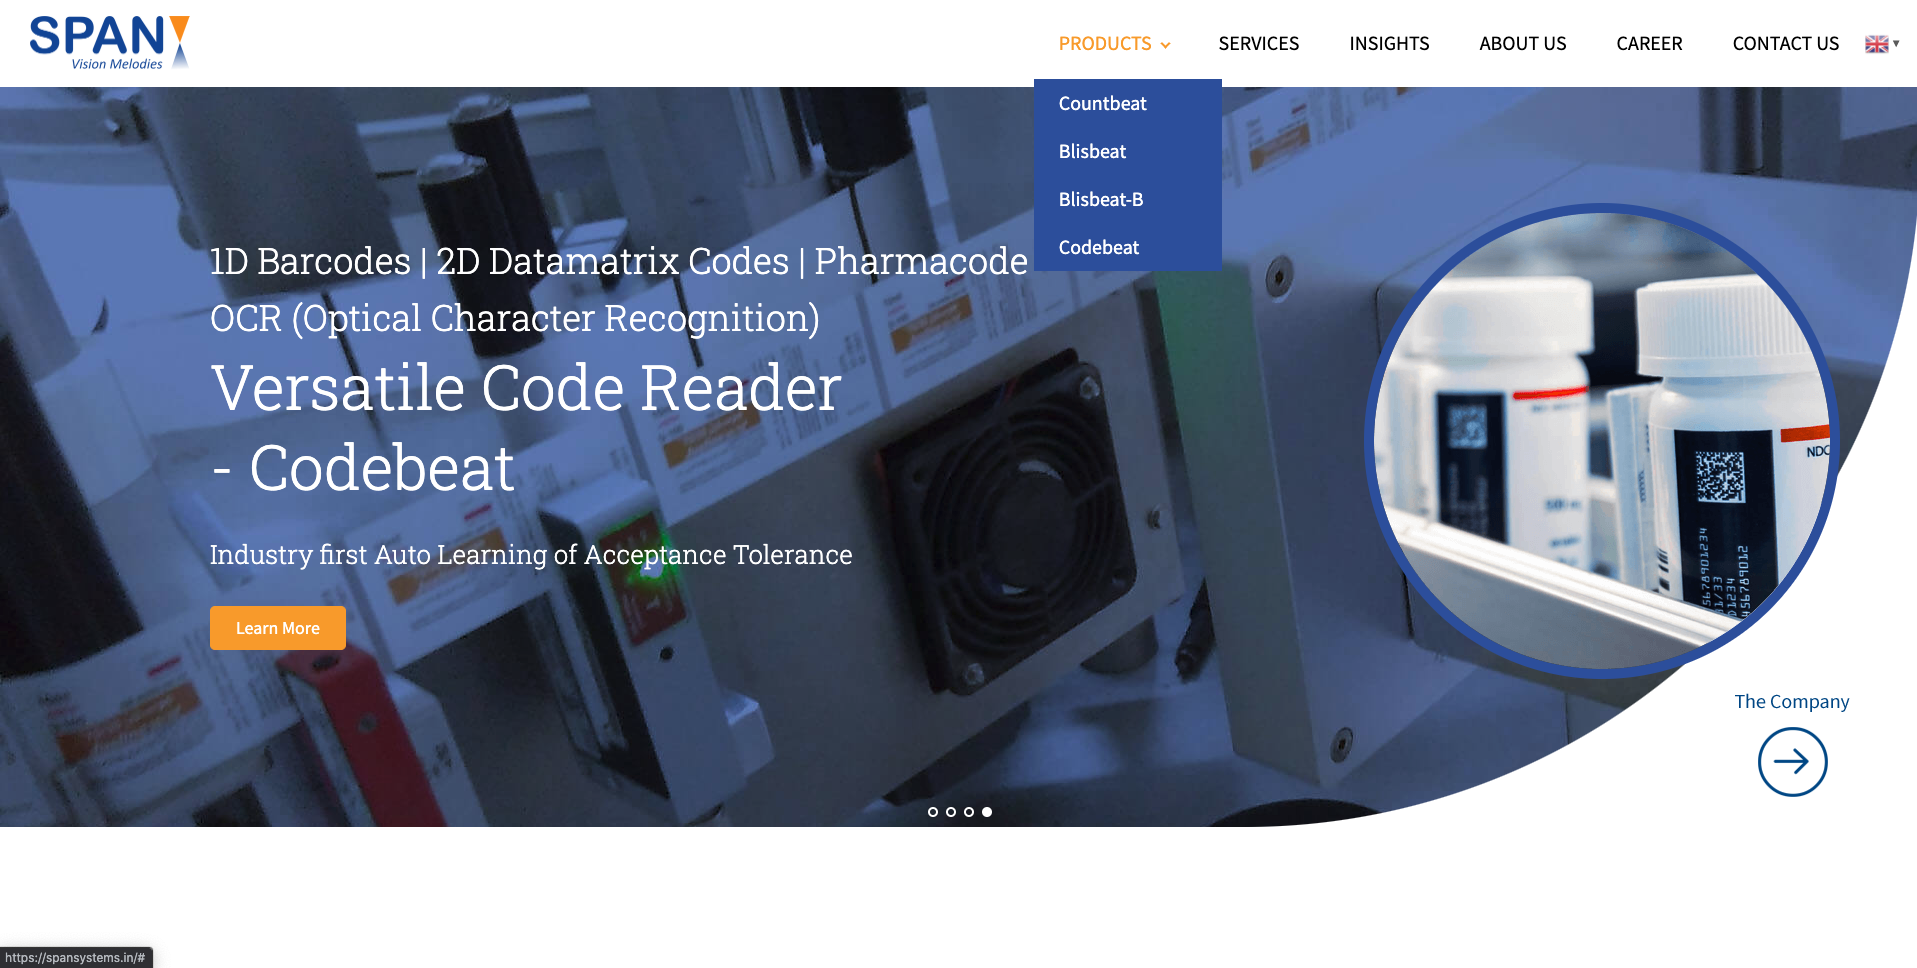 SPAN
Vision Melodies
PRODUCTS
SERVICES
INSIGHTS
ABOUT US
CAREER
CONTACT US
Countbeat
Blisbeat
Blisbeat-B
Codebeat
1D Barcodes | 2D Datamatrix Codes | Pharmacode
OCR (Optical Character Recognition)
Versatile Code Reader
- Codebeat
Industry first Auto Learning of Acceptance Tolerance
Learn More
NDC
The Company
https://spansystems.in/#